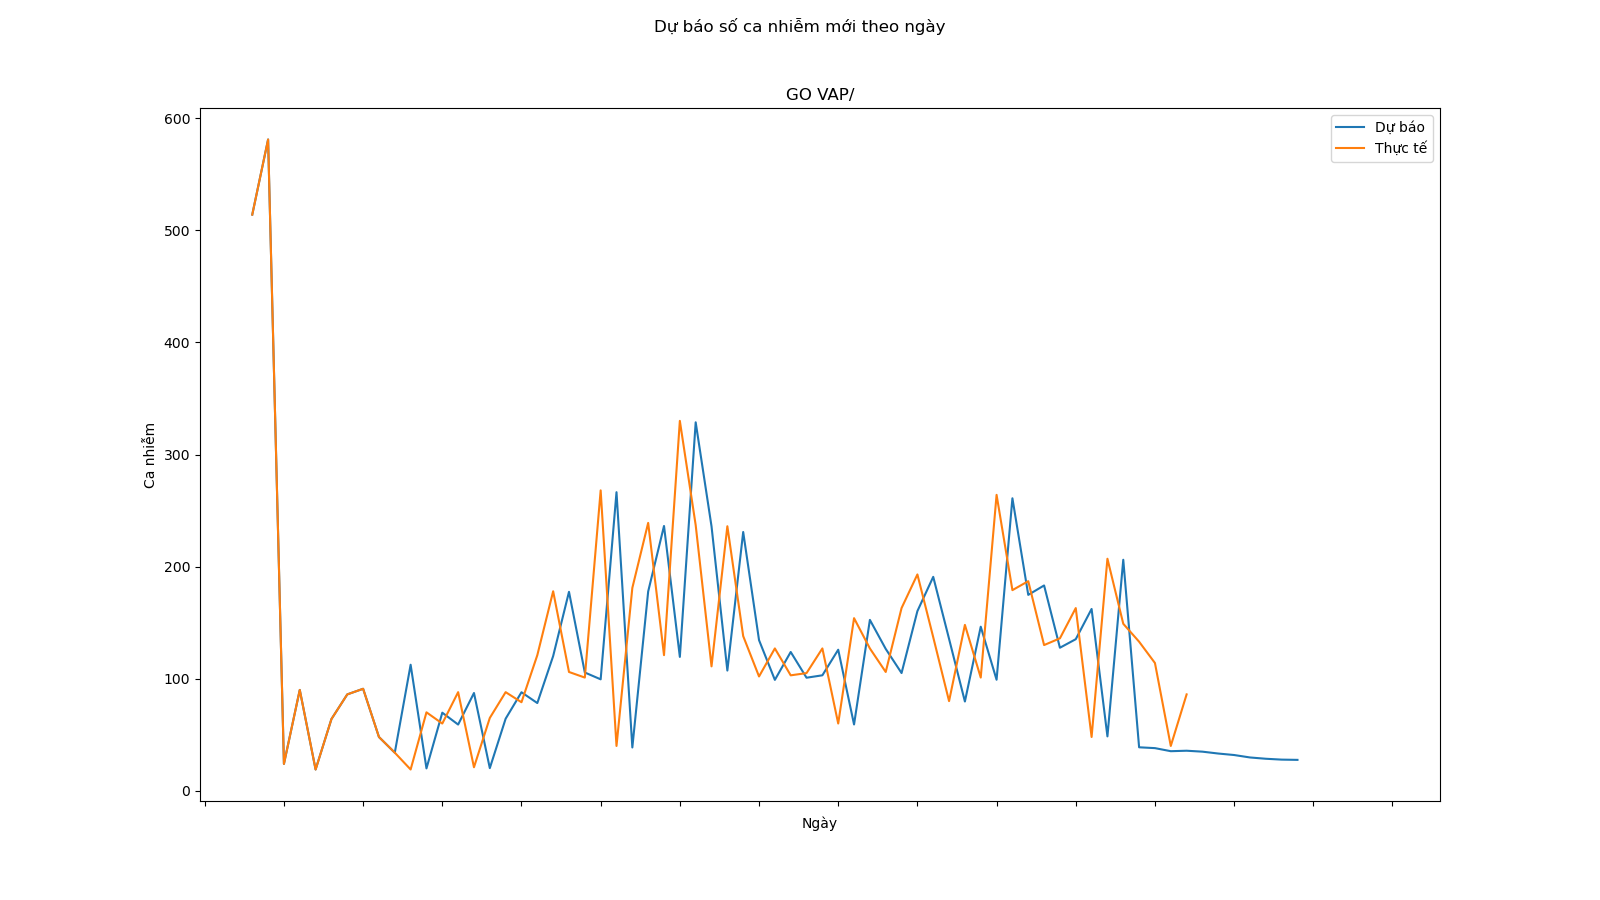 Dự báo số ca nhiễm mới theo ngày
GO VAP/
600
500
400
300
200
100
0
Ca nhiễm
Ngày
Dự báo
Thực tế